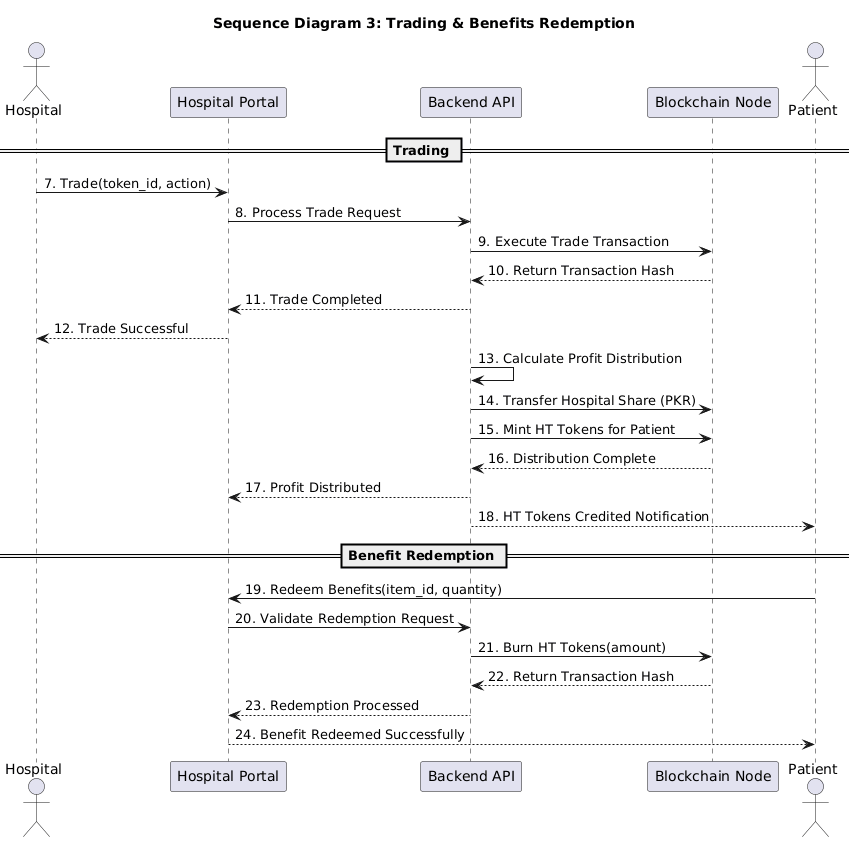 Sequence Diagram 3: Trading & Benefits Redemption
Hospital
Hospital Portal
Backend API
Blockchain Node
Patient
Trading
7. Trade(token_id, action)
8. Process Trade Request
9. Execute Trade Transaction
10. Return Transaction Hash
11. Trade Completed
12. Trade Successful
13. Calculate Profit Distribution
14. Transfer Hospital Share (PKR)
15. Mint HT Tokens for Patient
16. Distribution Complete
17. Profit Distributed
18. HT Tokens Credited Notification
Benefit Redemption
19. Redeem Benefits(item_id, quantity)
20. Validate Redemption Request
21. Burn HT Tokens(amount)
22. Return Transaction Hash
23. Redemption Processed
24. Benefit Redeemed Successfully
Hospital
Hospital Portal
Backend API
Blockchain Node
Patient